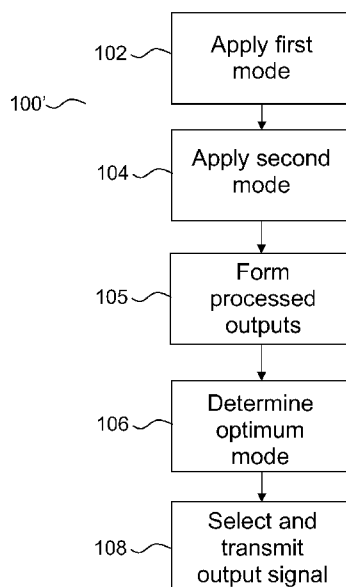 102
Apply first
mode
100'
104
Apply second
mode
105
Form
processed
outputs
106
Determine
optimum
mode
108
Select and
transmit
output signal